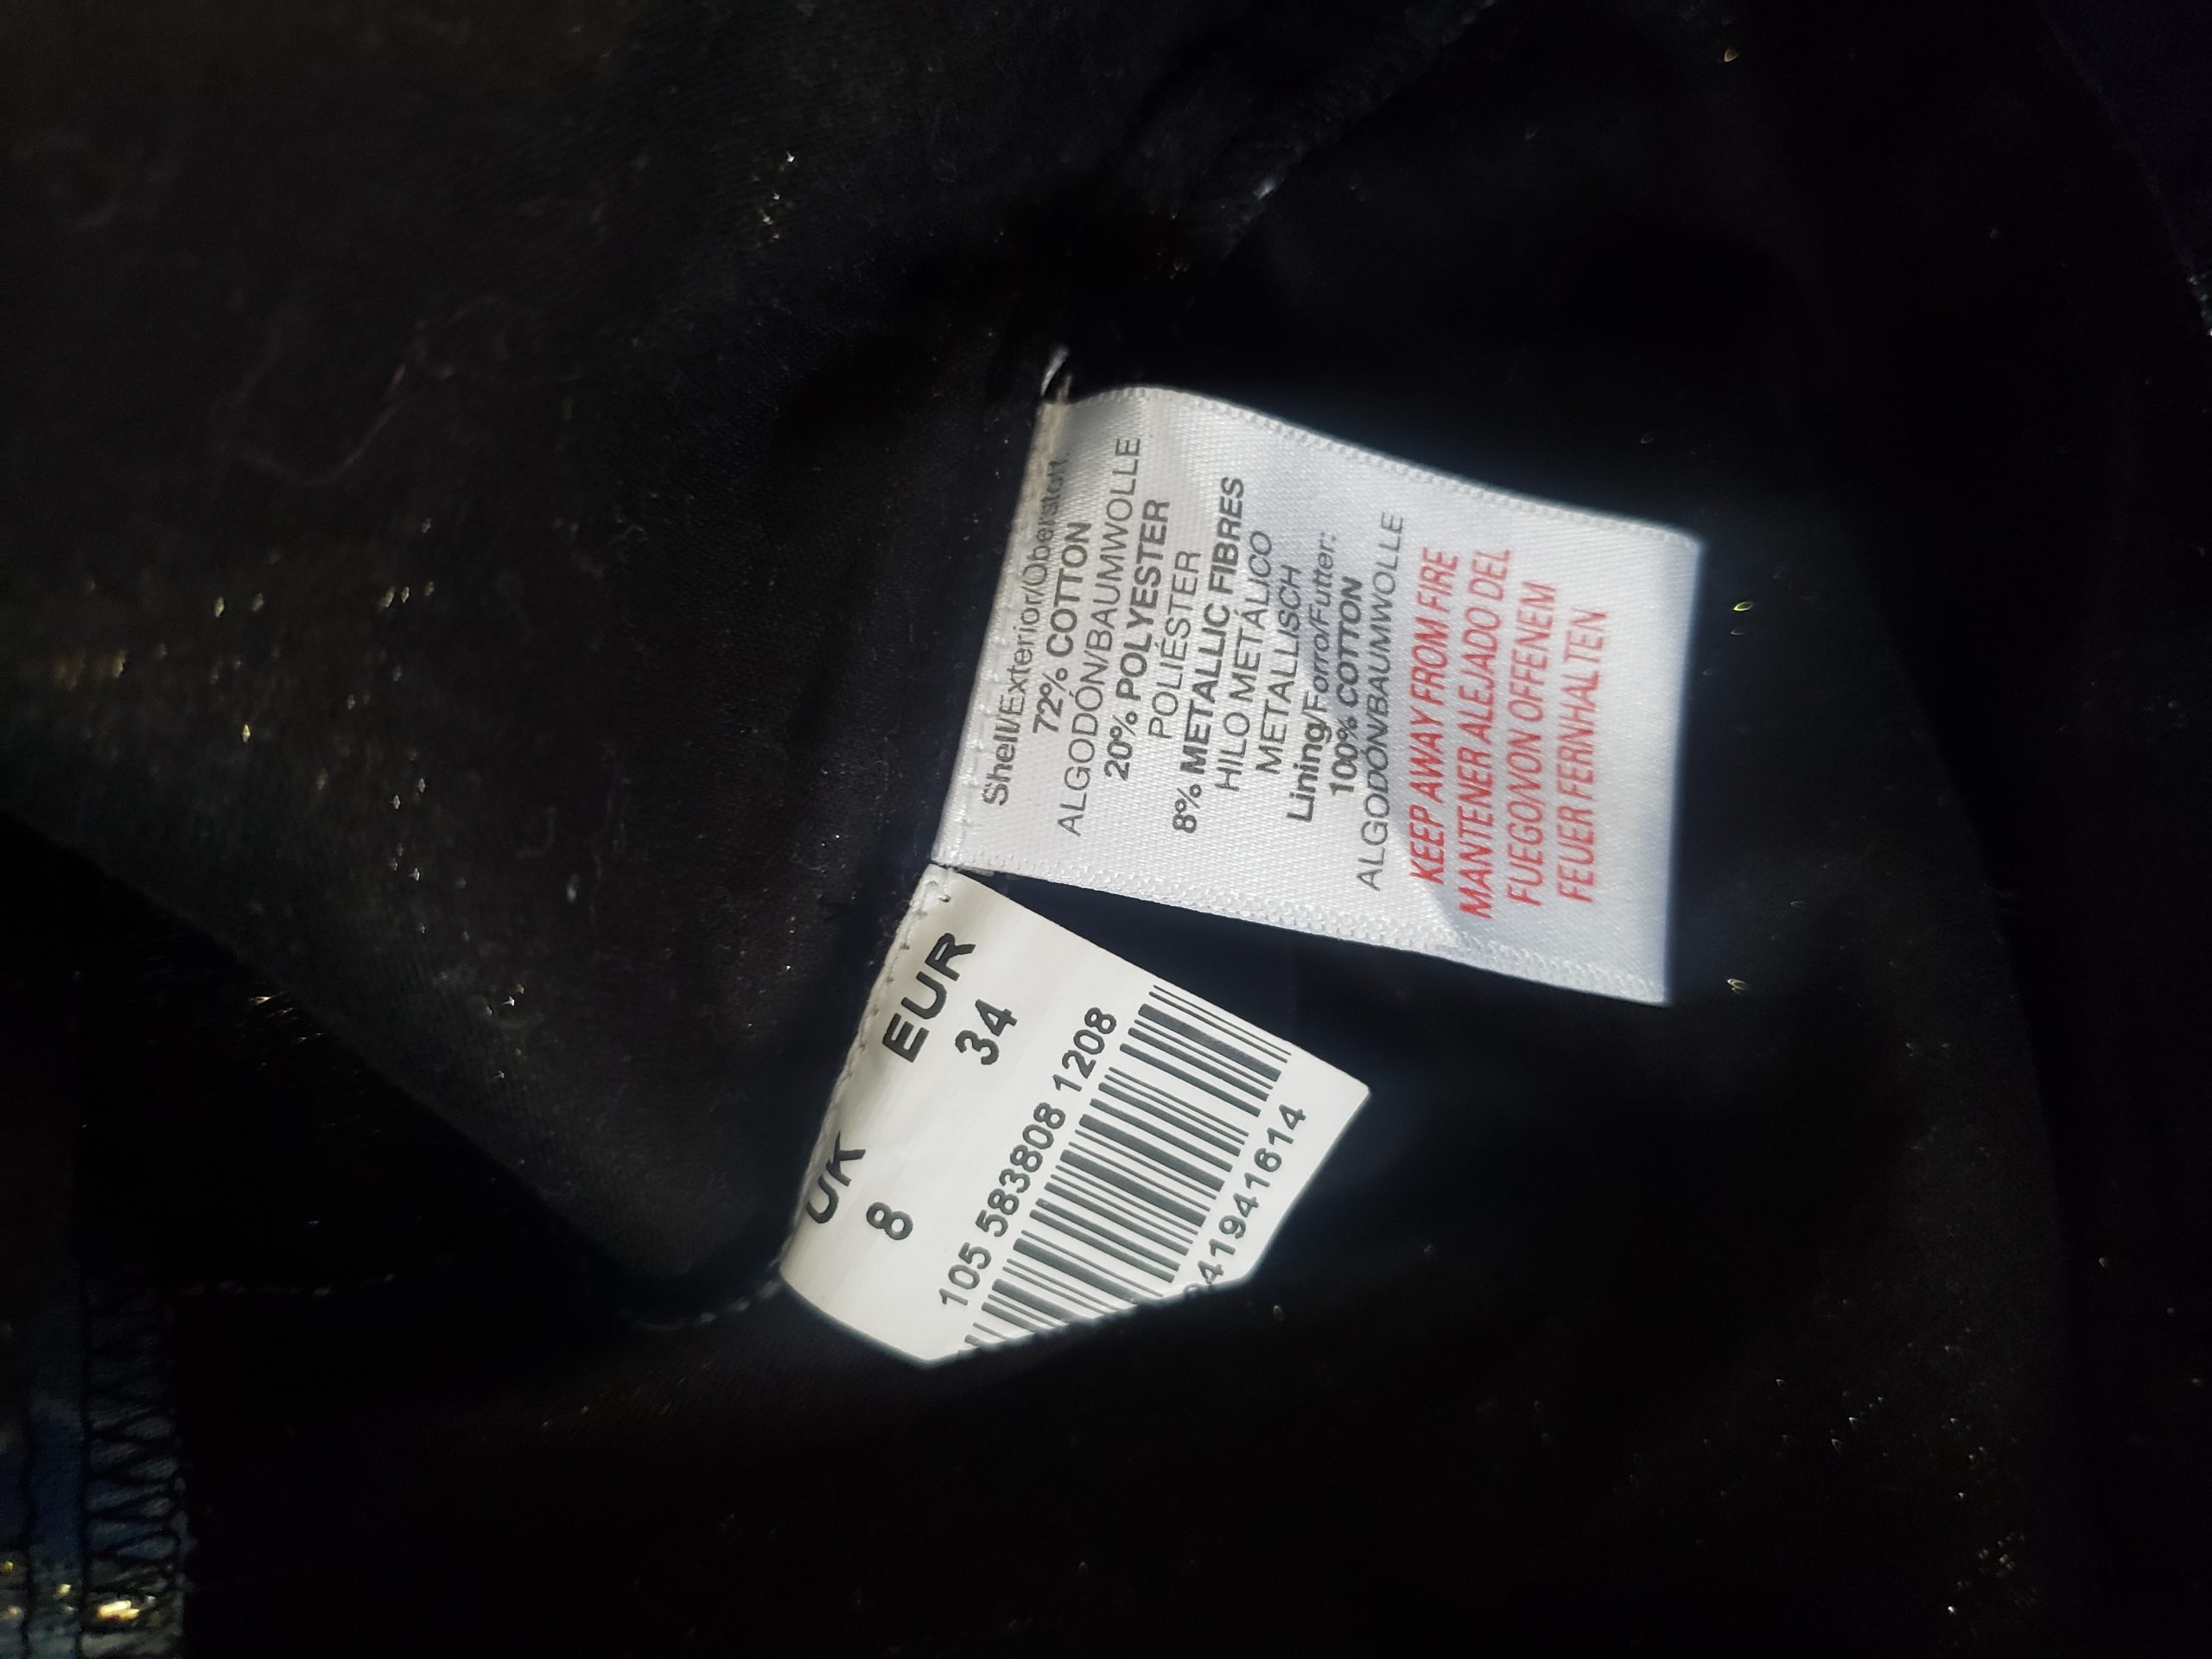 Shell/Exterior/Oberstoff:
72% COTTON
ALGODÓN/BAUMWOLLE
20% POLYESTER
POLIÉSTER
8% METALLIC FIBRES
HILO METÁLICO
METALLISCH
Lining/Forro/Futter:
100% COTTON
ALGODÓN/BAUMWOLLE
KEEP AWAY FROM FIRE
MANTENER ALEJADO DEL
FUEGO/VON OFFENEM
FEUER FERNHALTEN
UK EUR
8 34
105 583808 1208
4194 1614